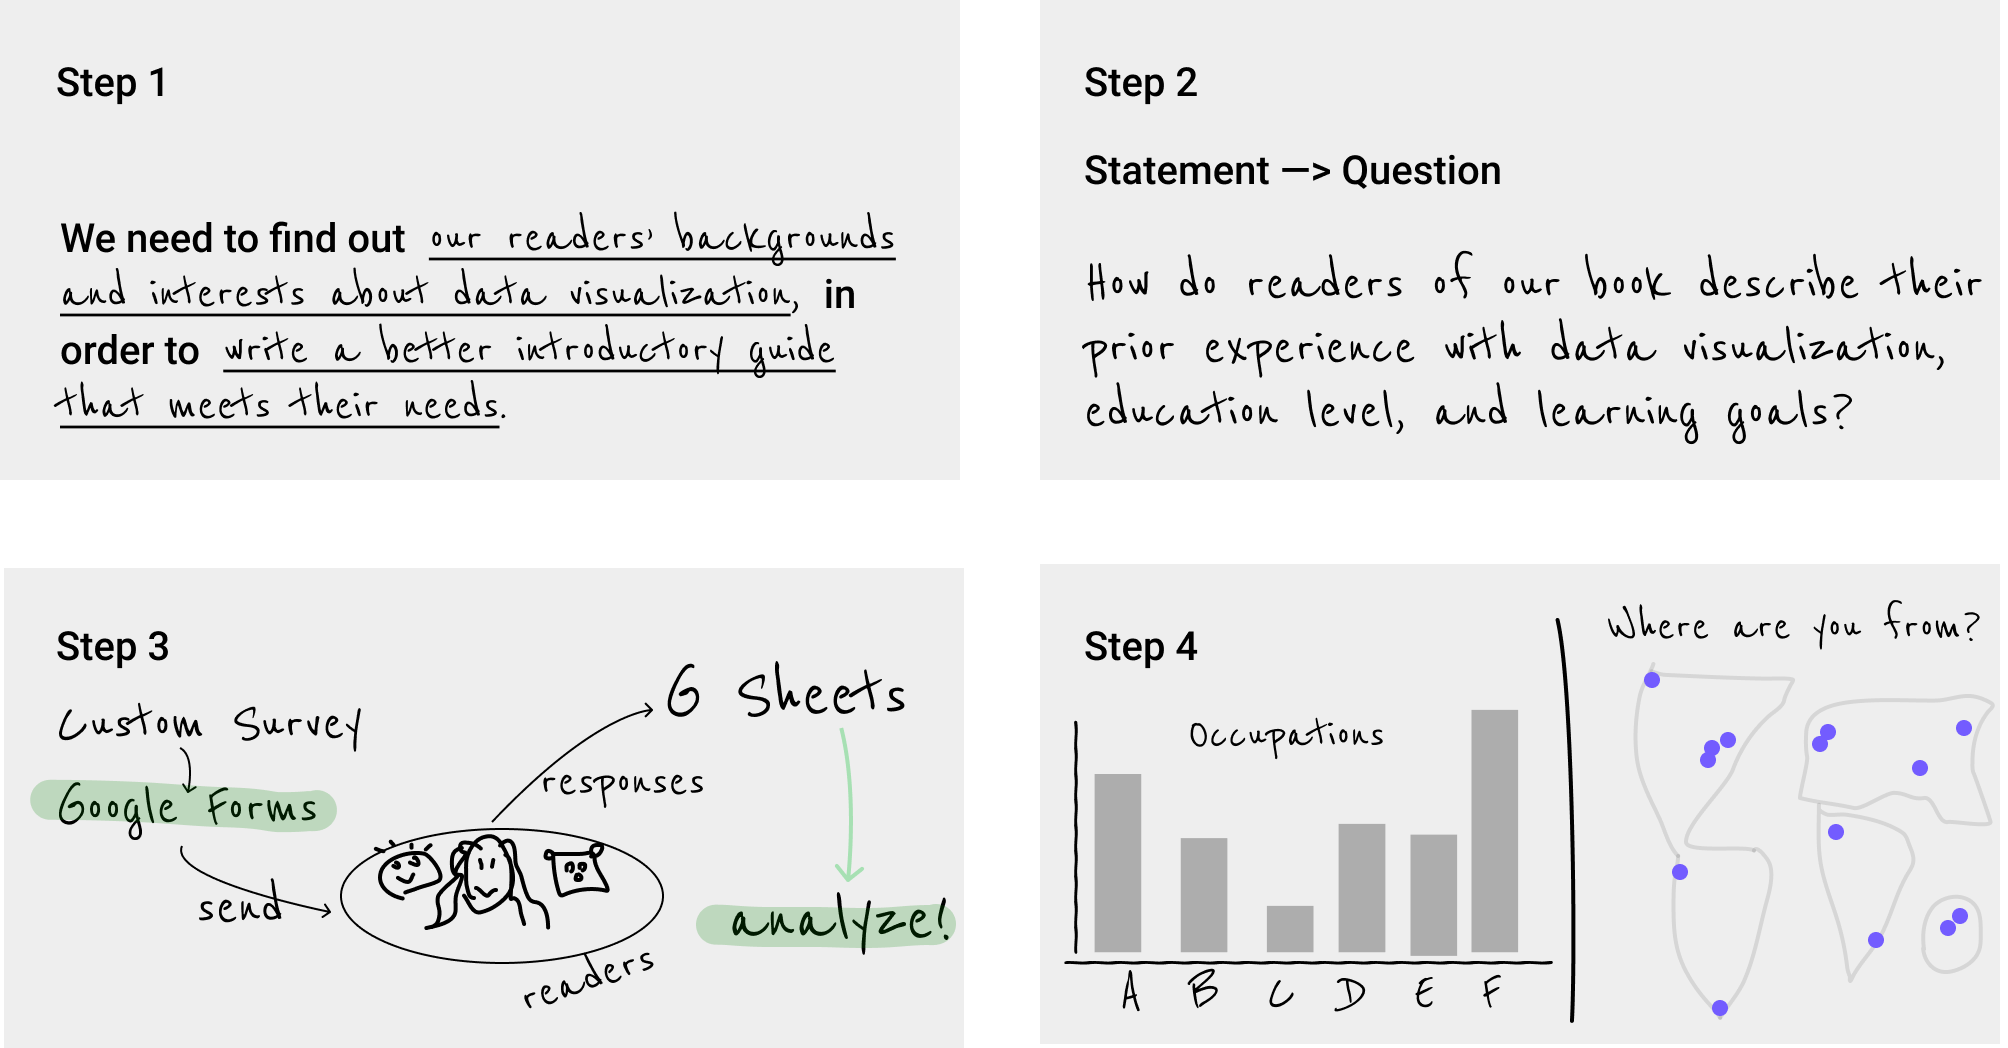 Step 1
We need to find out our readers' backgrounds
and interests about data visualization, in
order to write a better introductory guide
that meets their needs.
Step 2
Statement —> Question
How do readers of our book describe their
prior experience with data visualization,
education level, and learning goals?
Step 3
Custom Survey
Google Forms
send
readers
responses
G Sheets
analyze!
Step 4
Occupations
A B C D E F
Where are you from?